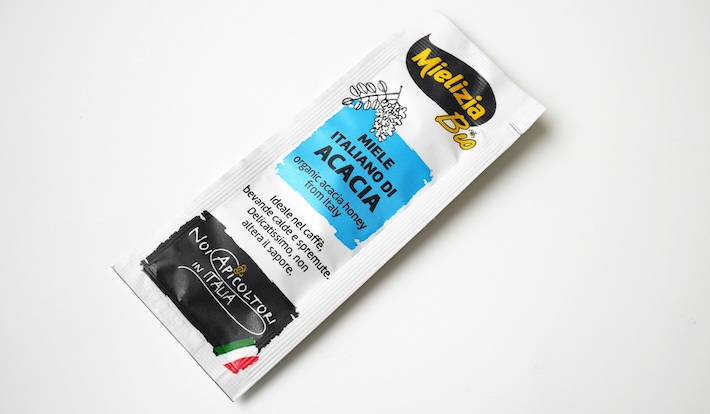 Mielizia
Bio
MIELE
ITALIANO DI
ACACIA
organic acacia honey
from Italy
Ideale nel caffè,
bevande calde e spremute.
Delicatissimo, non
altera il sapore.
NOI APICOLTORI
IN ITALIA